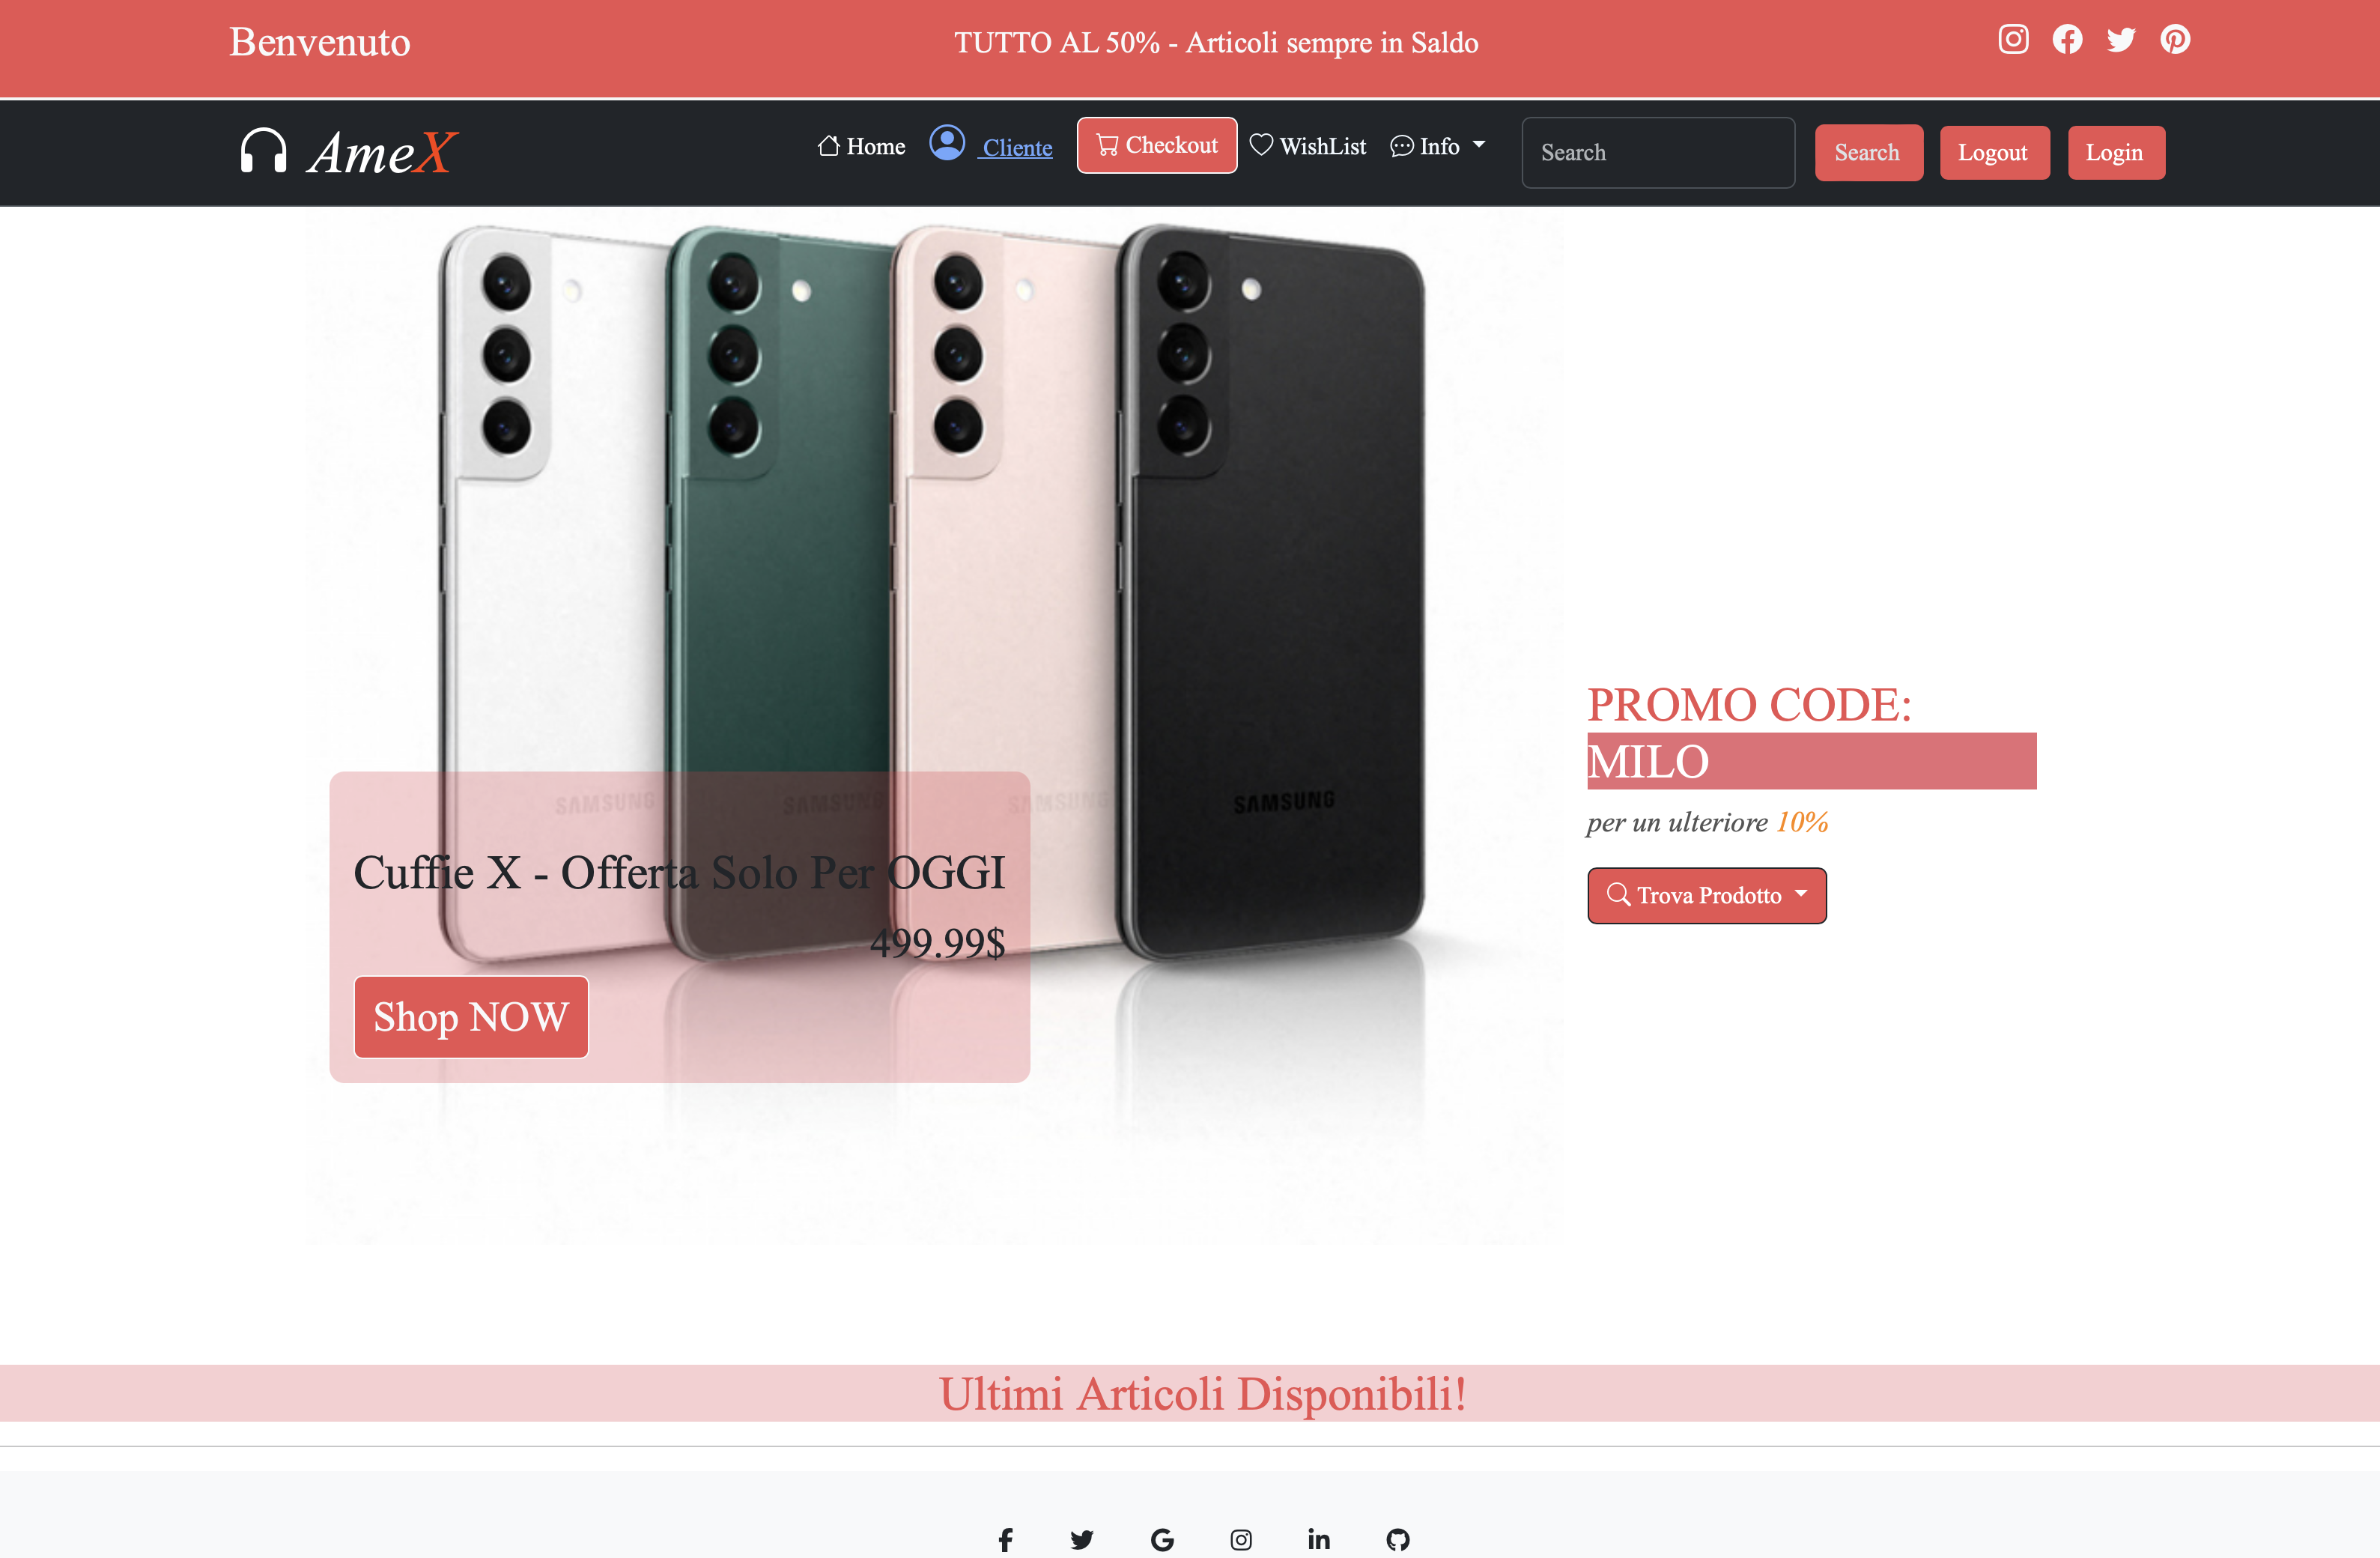 Benvenuto
TUTTO AL 50% - Articoli sempre in Saldo
AmeX
Home
Cliente
Checkout
WishList
Info
Search
Search
Logout
Login
SAMSUNG SAMSUNG SAMSUNG SAMSUNG
Cuffie X - Offerta Solo Per OGGI
499.99$
Shop NOW
PROMO CODE:
MILO
per un ulteriore 10%
Trova Prodotto
Ultimi Articoli Disponibili!